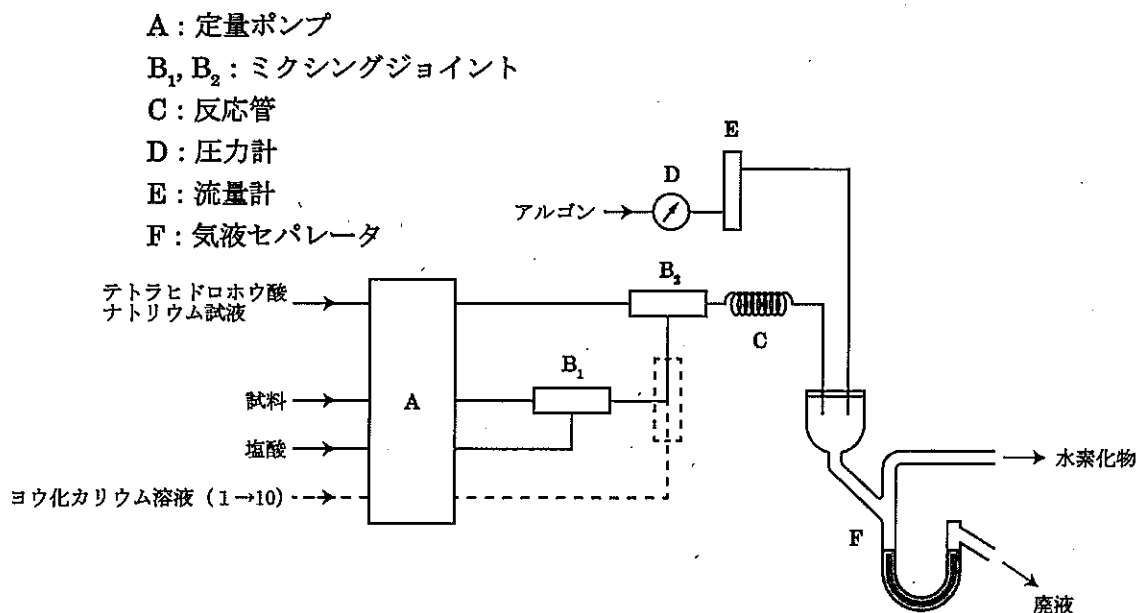 A:定量ポンプ
B₁, B₂:ミクシングジョイント
C:反応管
D:圧力計
E:流量計
F:気液セパレータ
E
D
アルゴン
B₂
テトラヒドロホウ酸
ナトリウム試液
C
B₁
試料
A
塩酸
水素化物
ヨウ化カリウム溶液(1→10)
F
廃液